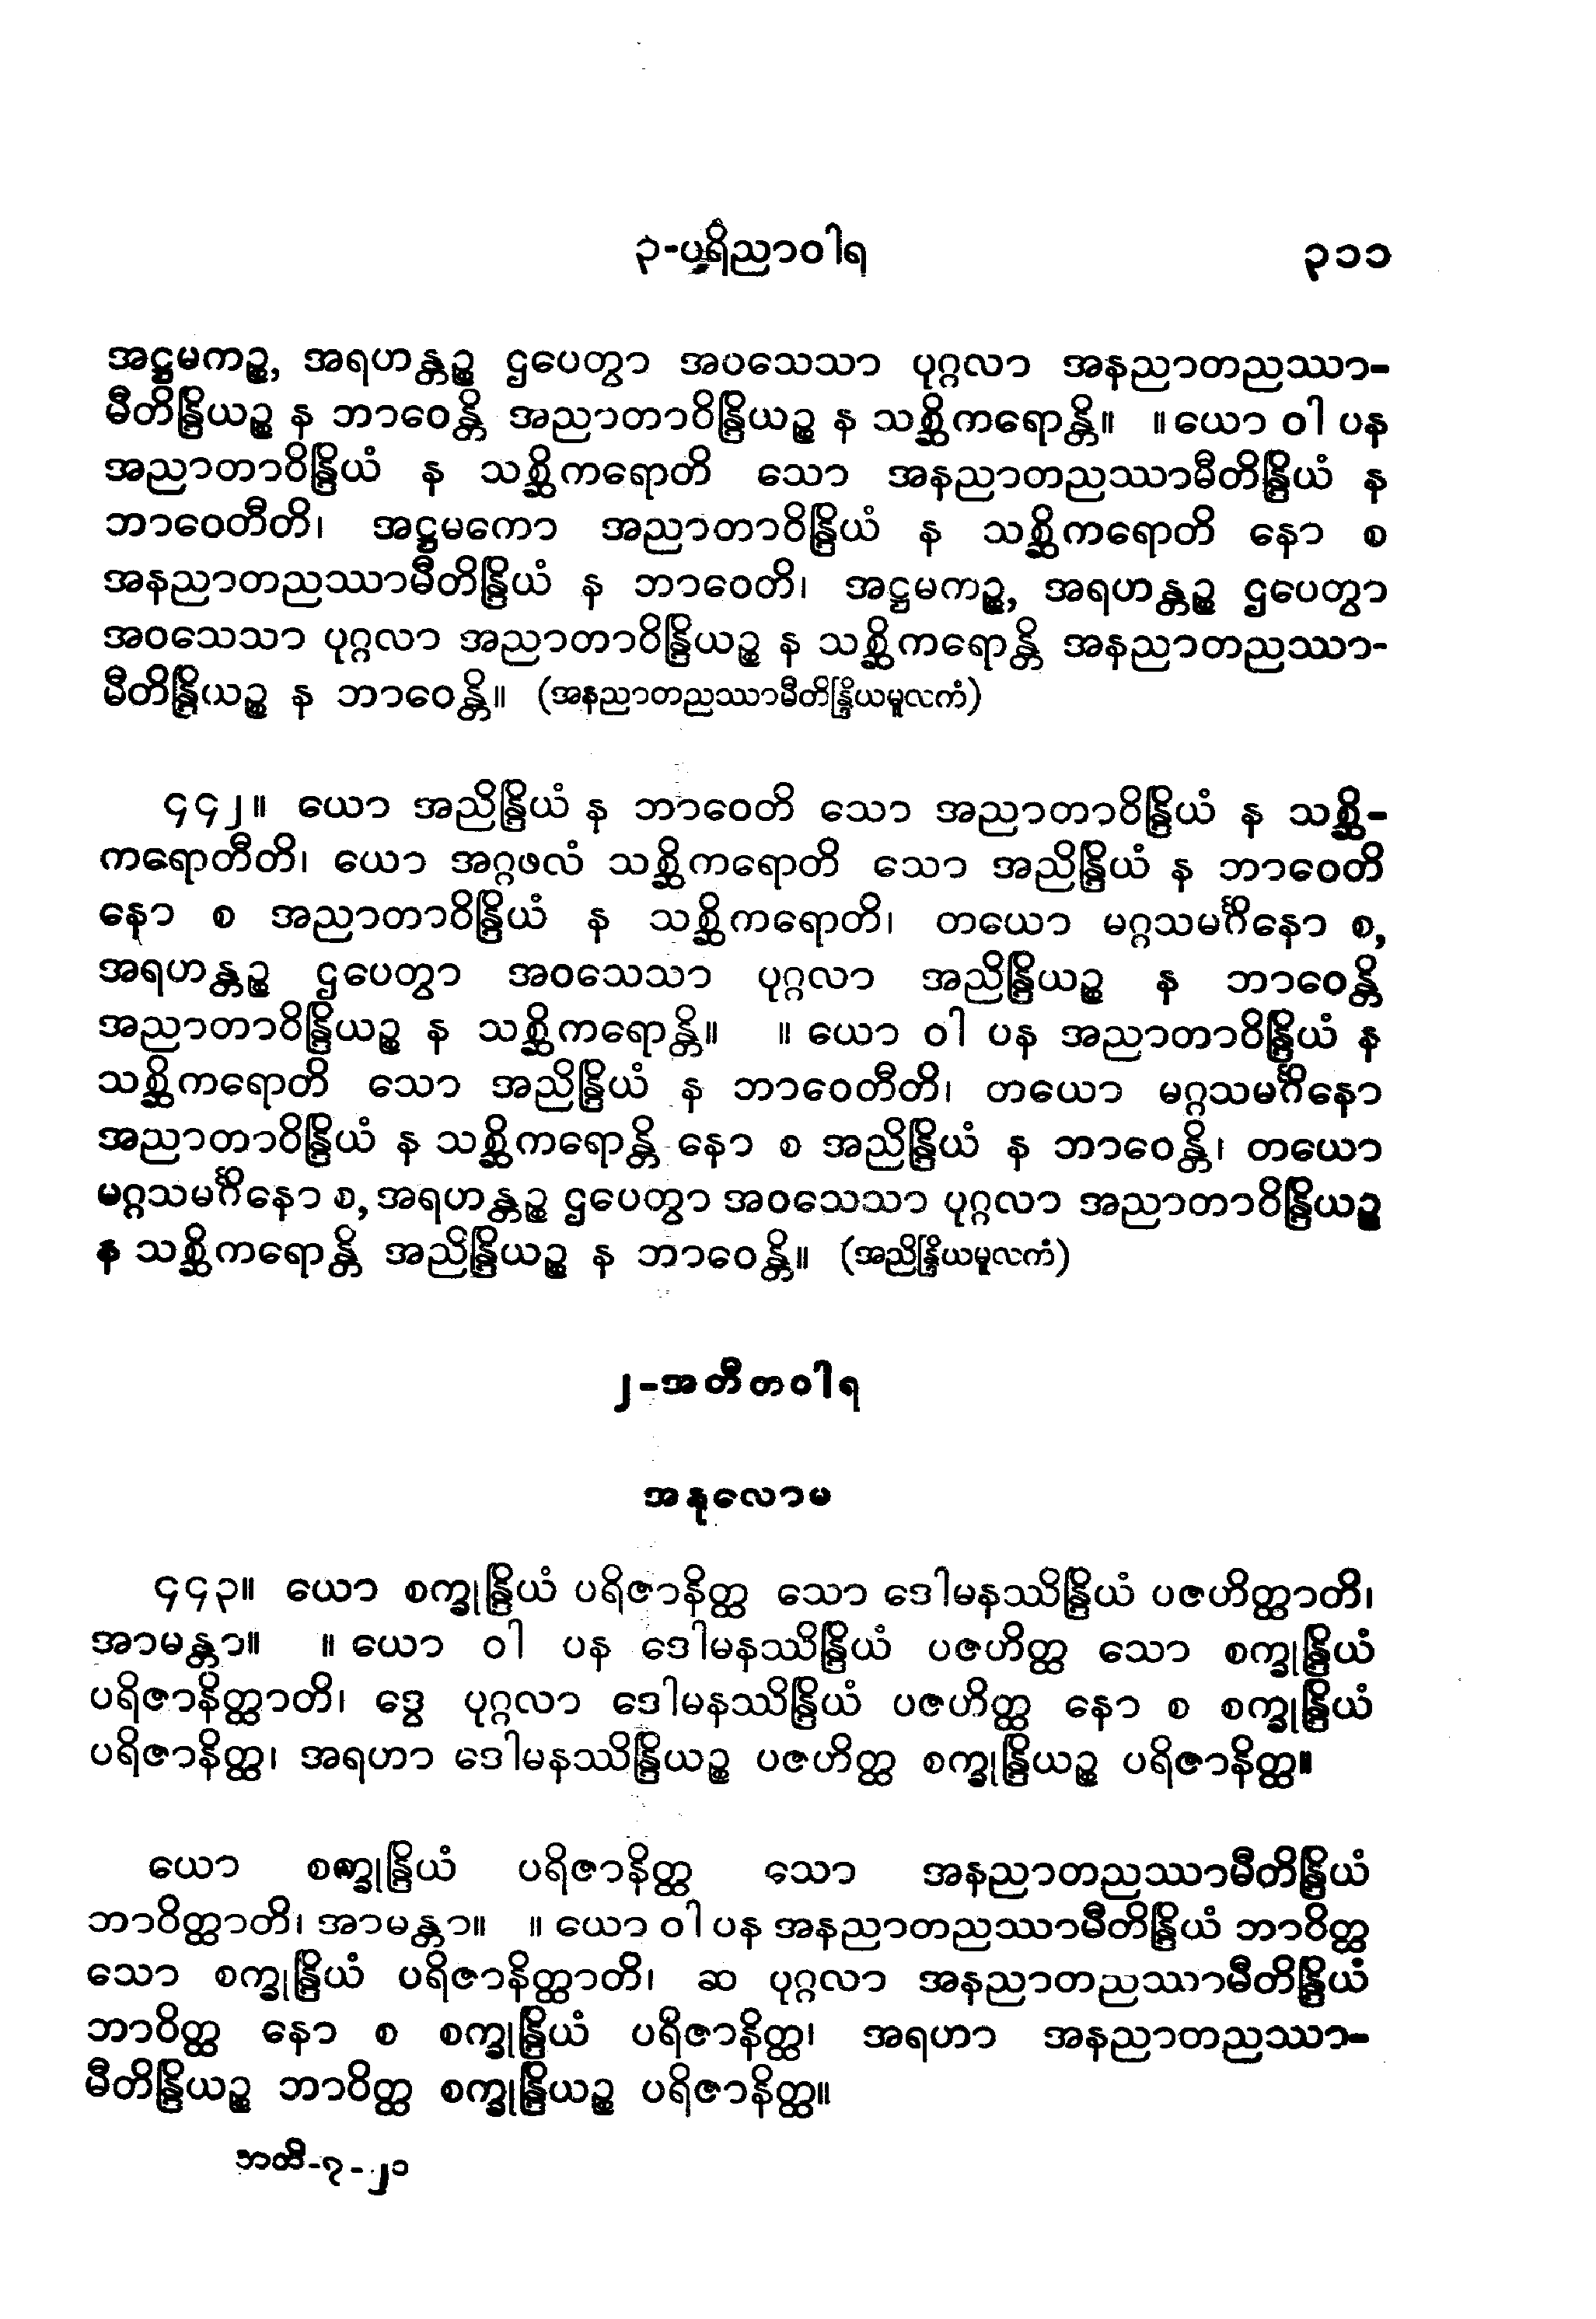 ၃-ပရိညာဝါရ ၃၁၁
အဋ္ဌမကဉ္စ, အရဟန္တဉ္စ ဌပေတွာ အဝသေသာ ပုဂ္ဂလာ အနညာတညဿာ-
မီတိန္ဒြိယဉ္စ န ဘာဝေန္တိ အညာတာဝိန္ဒြိယဉ္စ န သစ္ဆိကရောန္တိ။ ။ ယော ဝါ ပန
အညာတာဝိန္ဒြိယံ န သစ္ဆိကရောတိ သော အနညာတညဿာမီတိန္ဒြိယံ န
ဘာဝေတီတိ၊ အဋ္ဌမကော အညာတာဝိန္ဒြိယံ န သစ္ဆိကရောတိ နော စ
အနညာတညဿာမီတိန္ဒြိယံ န ဘာဝေတိ၊ အဋ္ဌမကဉ္စ, အရဟန္တဉ္စ ဌပေတွာ
အဝသေသာ ပုဂ္ဂလာ အညာတာဝိန္ဒြိယဉ္စ န သစ္ဆိကရောန္တိ အနညာတညဿာ-
မီတိန္ဒြိယဉ္စ န ဘာဝေန္တိ။ (အနညာတညဿာမီတိန္ဒြိယမူလကံ)
၄၄၂။ ယော အညိန္ဒြိယံ န ဘာဝေတိ သော အညာတာဝိန္ဒြိယံ န သစ္ဆိ-
ကရောတီတိ၊ ယော အဂ္ဂဖလံ သစ္ဆိကရောတိ သော အညိန္ဒြိယံ န ဘာဝေတိ
နော စ အညာတာဝိန္ဒြိယံ န သစ္ဆိကရောတိ၊ တယော မဂ္ဂသမင်္ဂိနော စ,
အရဟန္တဉ္စ ဌပေတွာ အဝသေသာ ပုဂ္ဂလာ အညိန္ဒြိယဉ္စ န ဘာဝေန္တိ
အညာတာဝိန္ဒြိယဉ္စ န သစ္ဆိကရောန္တိ။ ။ ယော ဝါ ပန အညာတာဝိန္ဒြိယံ န
သစ္ဆိကရောတိ သော အညိန္ဒြိယံ န ဘာဝေတီတိ၊ တယော မဂ္ဂသမင်္ဂိနော
အညာတာဝိန္ဒြိယံ န သစ္ဆိကရောန္တိ နော စ အညိန္ဒြိယံ န ဘာဝေန္တိ၊ တယော
မဂ္ဂသမင်္ဂိနော စ, အရဟန္တဉ္စ ဌပေတွာ အဝသေသာ ပုဂ္ဂလာ အညာတာဝိန္ဒြိယဉ္စ
န သစ္ဆိကရောန္တိ အညိန္ဒြိယဉ္စ န ဘာဝေန္တိ။ (အညိန္ဒြိယမူလကံ)
၂-အတီတဝါရ
အနုလောမ
၄၄၃။ ယော စက္ခုန္ဒြိယံ ပရိဇာနိတ္ထ သော ဒေါမနဿိန္ဒြိယံ ပဇဟိတ္ထာတိ၊
အာမန္တာ။ ။ ယော ဝါ ပန ဒေါမနဿိန္ဒြိယံ ပဇဟိတ္ထ သော စက္ခုန္ဒြိယံ
ပရိဇာနိတ္ထာတိ၊ ဒွေ ပုဂ္ဂလာ ဒေါမနဿိန္ဒြိယံ ပဇဟိတ္ထ နော စ စက္ခုန္ဒြိယံ
ပရိဇာနိတ္ထ၊ အရဟာ ဒေါမနဿိန္ဒြိယဉ္စ ပဇဟိတ္ထ စက္ခုန္ဒြိယဉ္စ ပရိဇာနိတ္ထ။
ယော စက္ခုန္ဒြိယံ ပရိဇာနိတ္ထ သော အနညာတညဿာမီတိန္ဒြိယံ
ဘာဝိတ္ထာတိ၊ အာမန္တာ။ ။ ယော ဝါ ပန အနညာတညဿာမီတိန္ဒြိယံ ဘာဝိတ္ထ
သော စက္ခုန္ဒြိယံ ပရိဇာနိတ္ထာတိ၊ ဆ ပုဂ္ဂလာ အနညာတညဿာမီတိန္ဒြိယံ
ဘာဝိတ္ထ နော စ စက္ခုန္ဒြိယံ ပရိဇာနိတ္ထ၊ အရဟာ အနညာတညဿာ-
မီတိန္ဒြိယဉ္စ ဘာဝိတ္ထ စက္ခုန္ဒြိယဉ္စ ပရိဇာနိတ္ထ။
ဘထိ-၇-၂၁